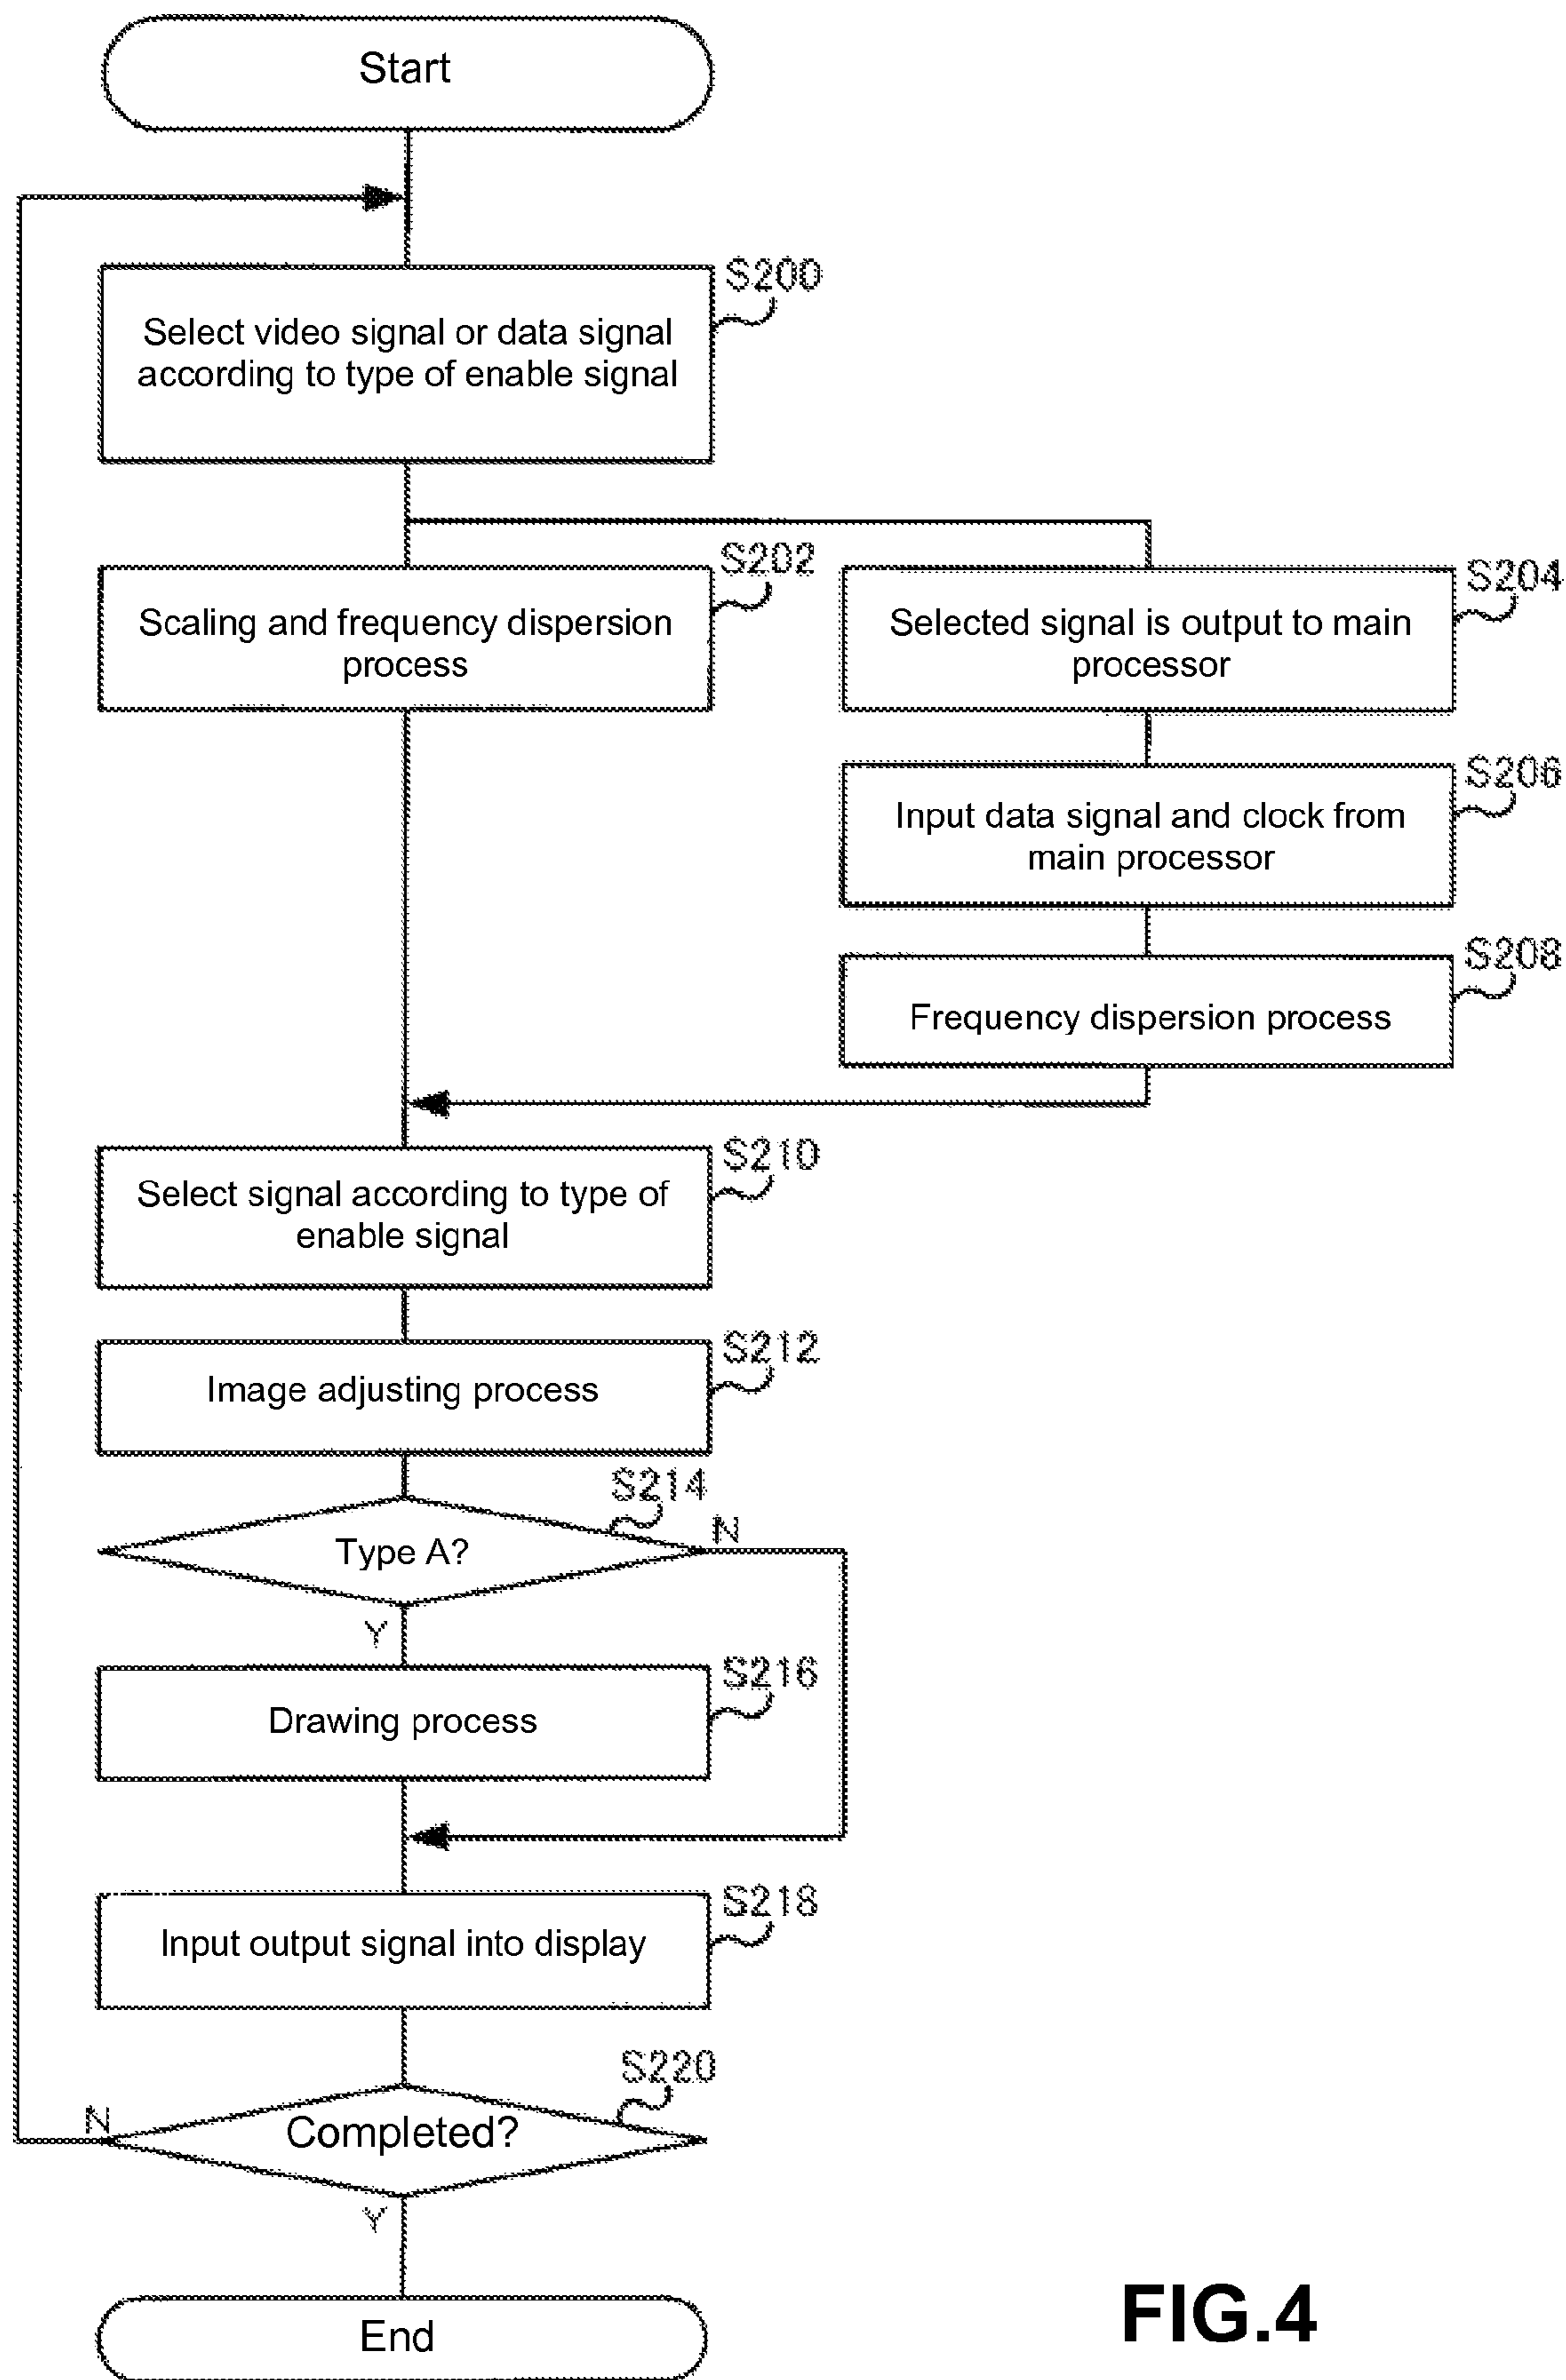 Start
S200
Select video signal or data signal
according to type of enable signal
S202
Scaling and frequency dispersion
process
S204
Selected signal is output to main
processor
S206
Input data signal and clock from
main processor
S208
Frequency dispersion process
S210
Select signal according to type of
enable signal
S212
Image adjusting process
S214
Type A?
N
Y
S216
Drawing process
S218
Input output signal into display
S220
Completed?
N
Y
End
FIG.4